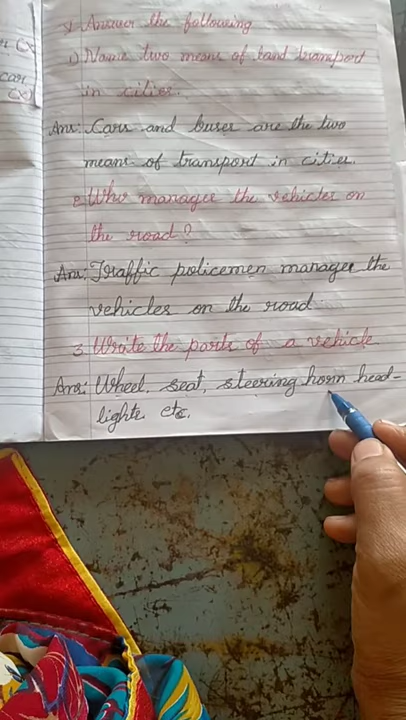 (x
car
(x)
Answer the following
1) Name two means of land transport
in cities.
Ans: Cars and buses are the two
means of transport in cities.
2. Who manages the vehicles on
the road?
Ans: Traffic policemen manages the
vehicles on the road
3. Write the parts of a vehicle
Ans: Wheel, seat, steering horn head-
lights etc.